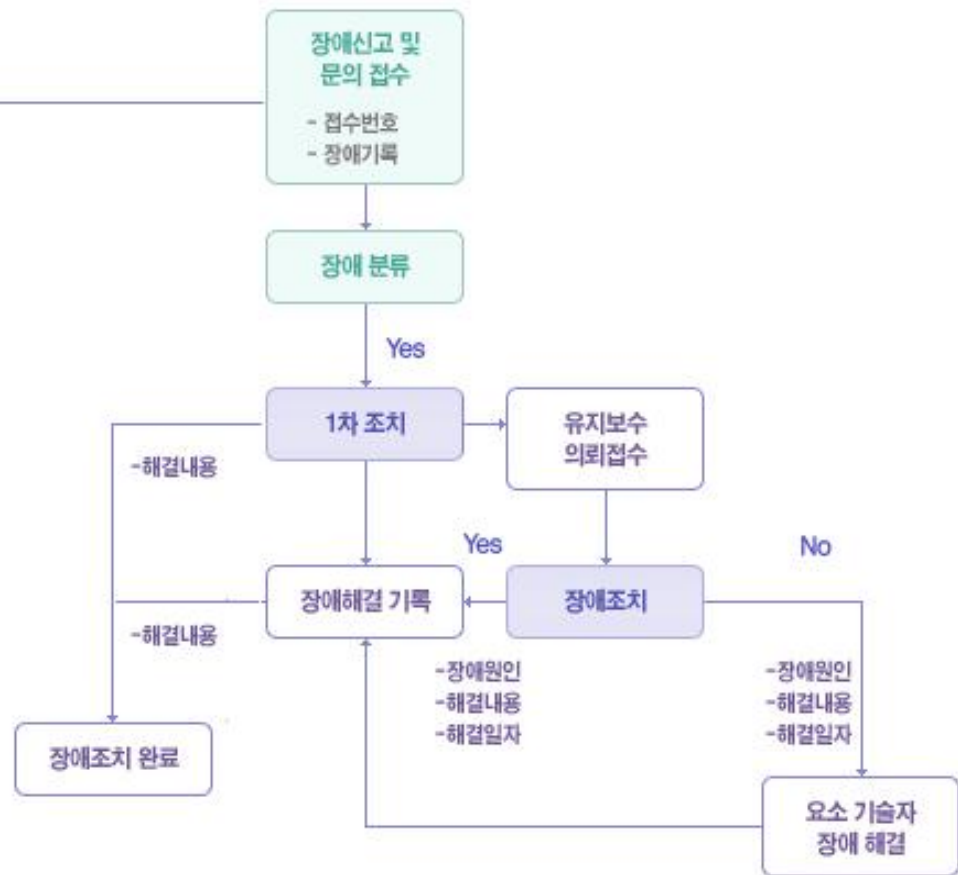 장애신고 및
문의 접수
- 접수번호
- 장애기록
장애 분류
Yes
1차 조치
유지보수
의뢰접수
-해결내용
Yes
No
장애해결 기록
장애조치
-해결내용
-장애원인
-해결내용
-해결일자
-장애원인
-해결내용
-해결일자
장애조치 완료
요소 기술자
장애 해결